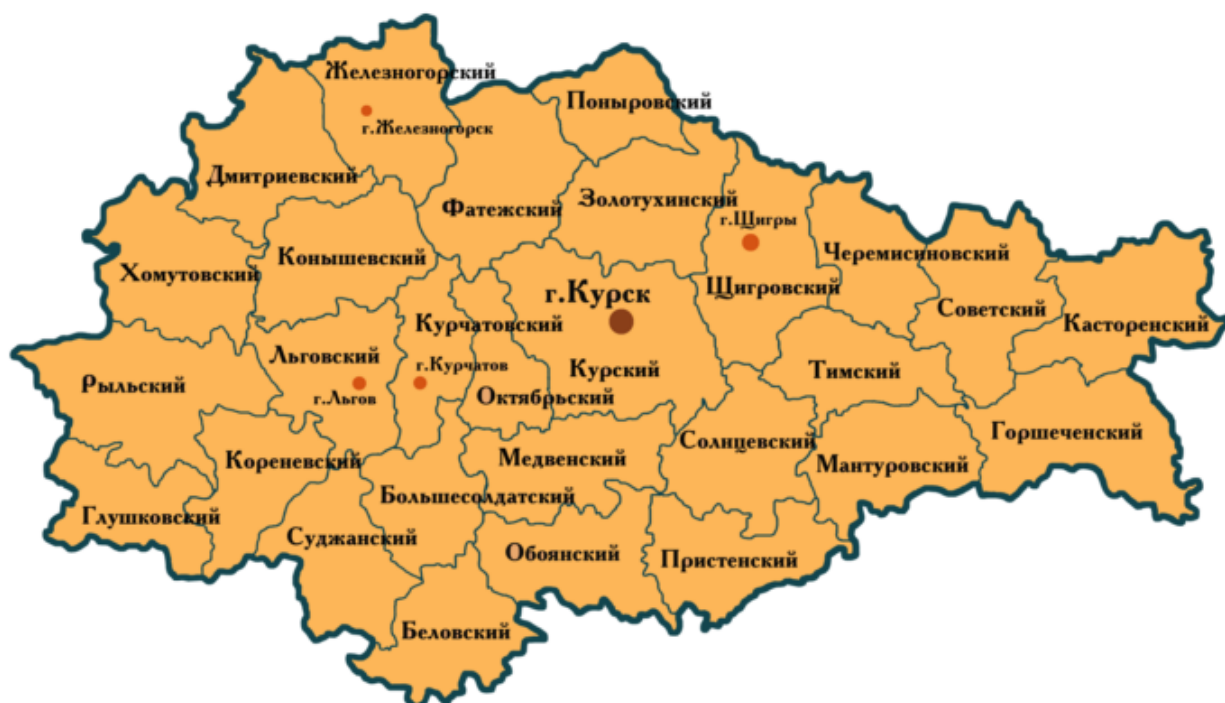 Железногорский
г.Железногорск
Поныровский
Дмитриевский
Фатежский
Золотухинский
г.Щигры
Хомутовский
Конышевский
Черемисиновский
г.Курск
Щигровский
Советский
Касторенский
Курчатовский
Рыльский
Льговский
г.Курчатов
Курский
Тимский
г.Льгов
Октябрьский
Горшеченский
Солнцевский
Кореневский
Медвенский
Мантуровский
Большесолдатский
Глушковский
Суджанский
Обоянский
Пристенский
Беловский